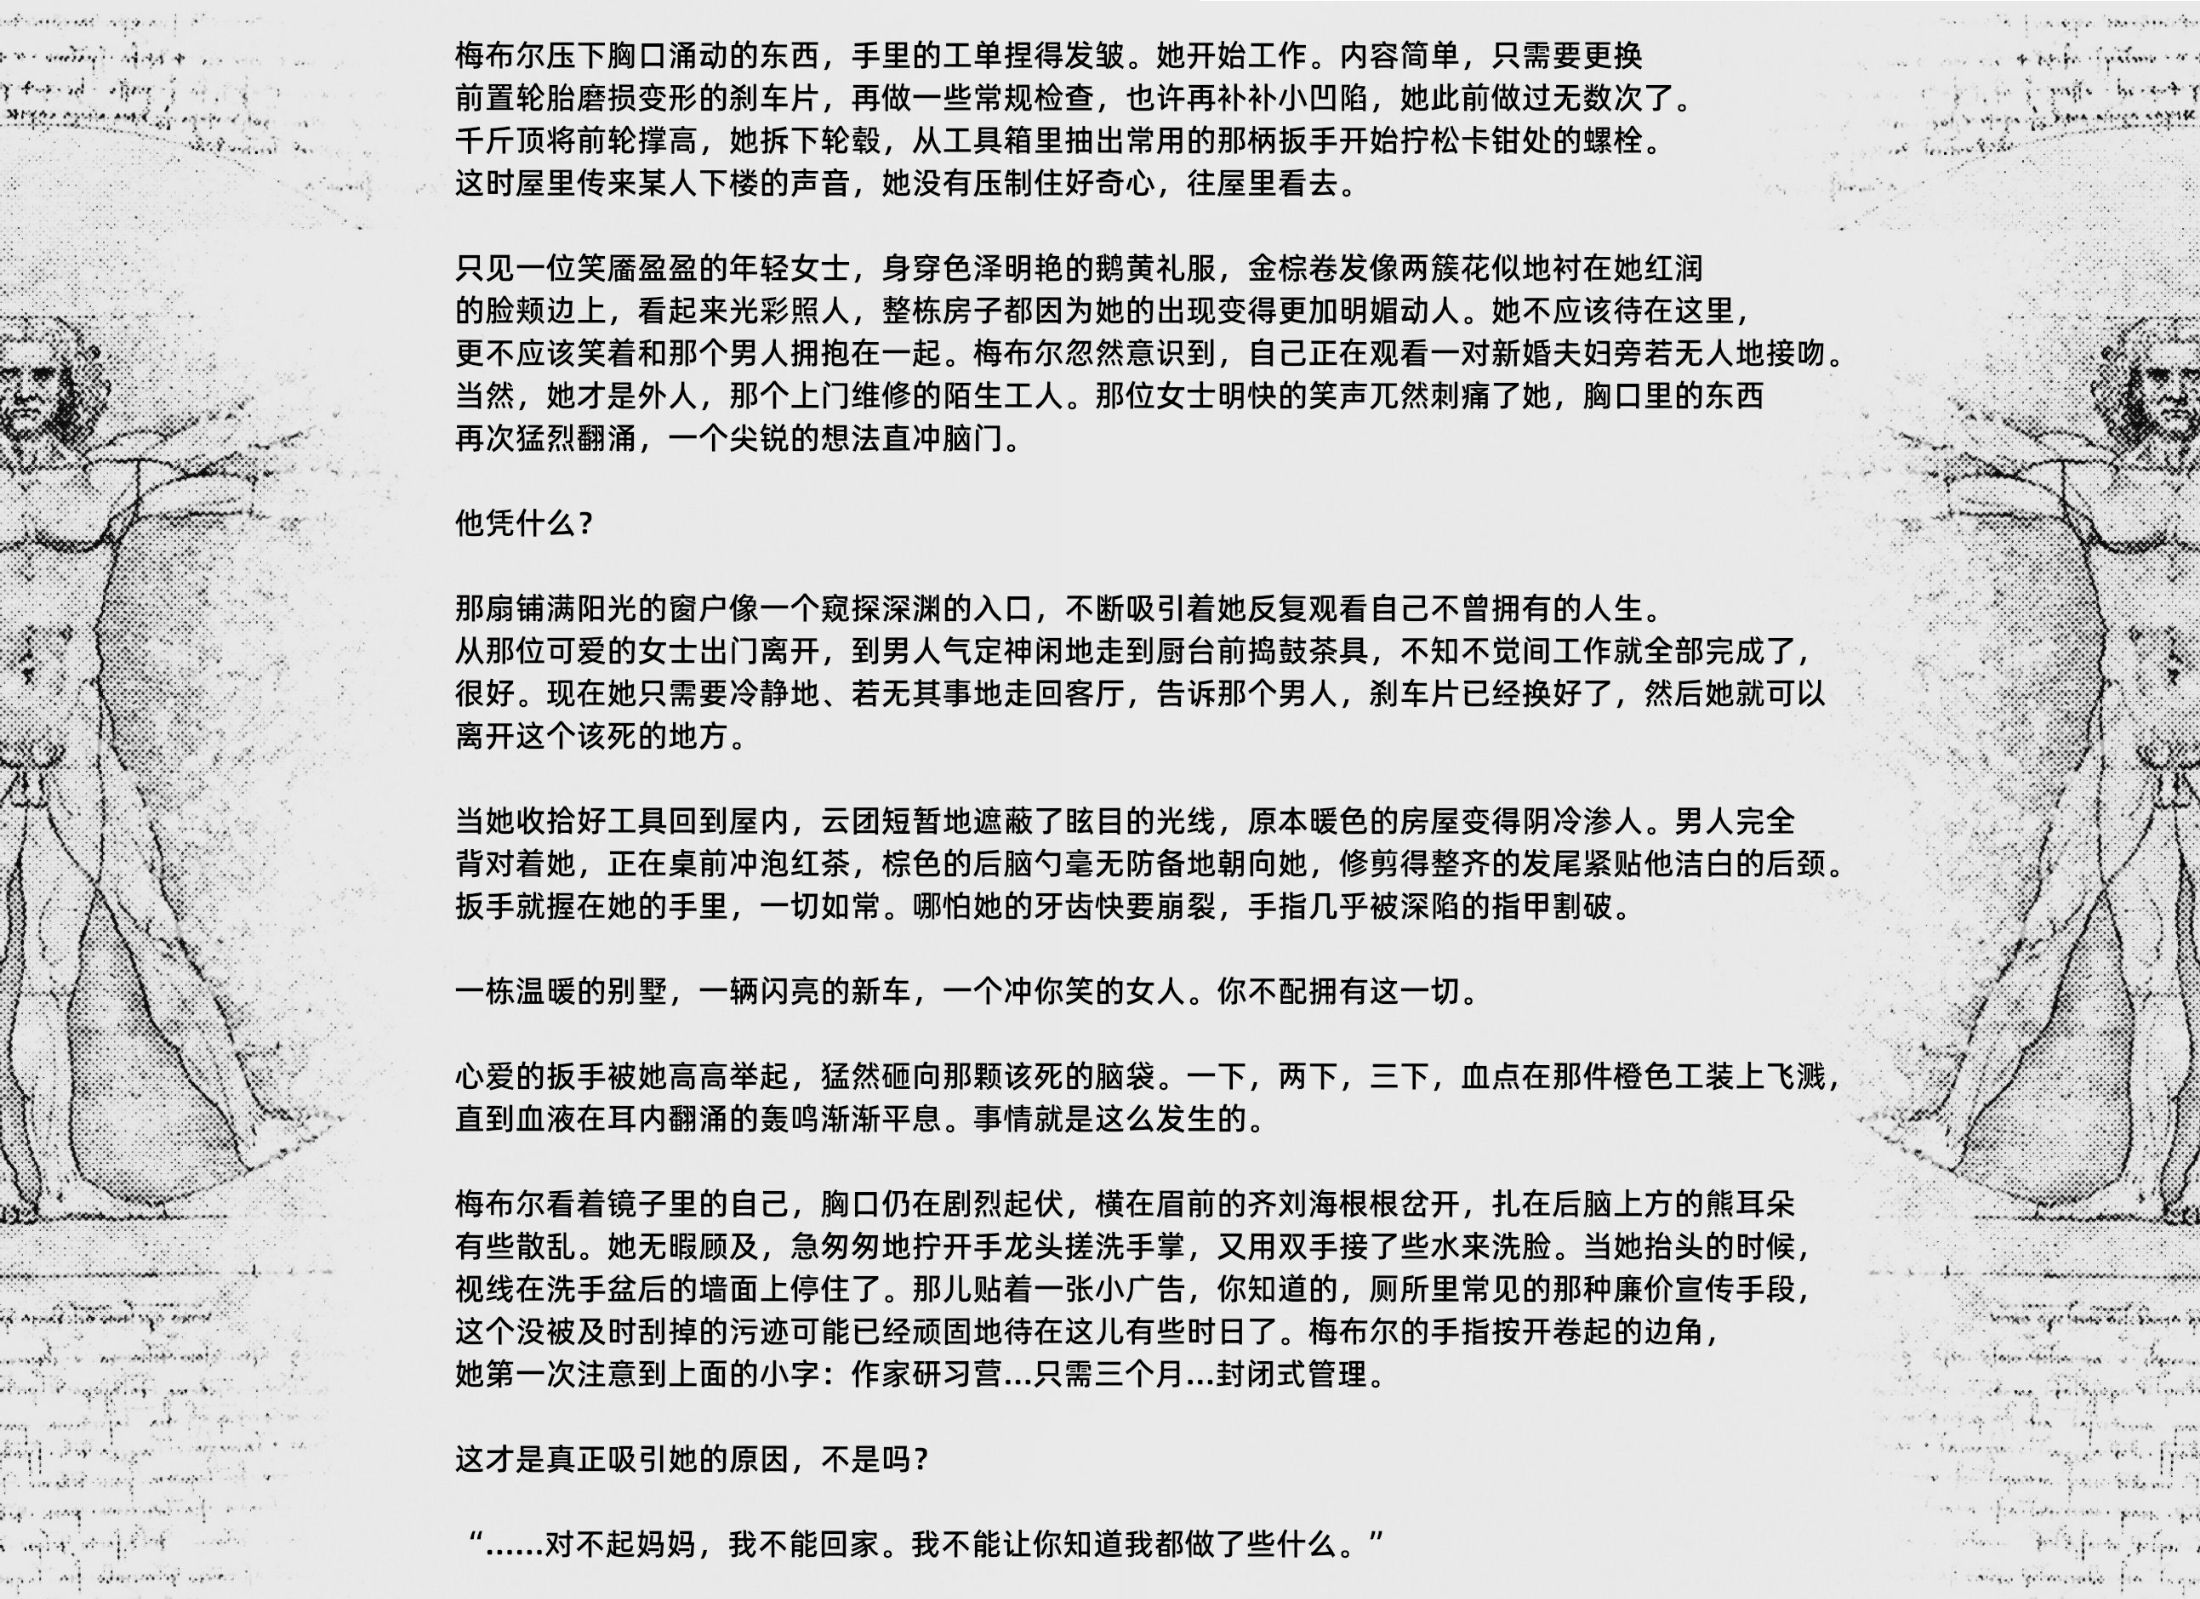 梅布尔压下胸口涌动的东西，手里的工单捏得发皱。她开始工作。内容简单，只需要更换
前置轮胎磨损变形的刹车片，再做一些常规检查，也许再补补小凹陷，她此前做过无数次了。
千斤顶将前轮撑高，她拆下轮毂，从工具箱里抽出常用的那柄扳手开始拧松卡钳处的螺栓。
这时屋里传来某人下楼的声音，她没有压制住好奇心，往屋里看去。
只见一位笑靥盈盈的年轻女士，身穿色泽明艳的鹅黄礼服，金棕卷发像两簇花似地衬在她红润
的脸颊边上，看起来光彩照人，整栋房子都因为她的出现变得更加明媚动人。她不应该待在这里，
更不应该笑着和那个男人拥抱在一起。梅布尔忽然意识到，自己正在观看一对新婚夫妇旁若无人地接吻。
当然，她才是外人，那个上门维修的陌生工人。那位女士明快的笑声兀然刺痛了她，胸口里的东西
再次猛烈翻涌，一个尖锐的想法直冲脑门。
他凭什么？
那扇铺满阳光的窗户像一个窥探深渊的入口，不断吸引着她反复观看自己不曾拥有的人生。
从那位可爱的女士出门离开，到男人气定神闲地走到厨台前捣鼓茶具，不知不觉间工作就全部完成了，
很好。现在她只需要冷静地、若无其事地走回客厅，告诉那个男人，刹车片已经换好了，然后她就可以
离开这个该死的地方。
当她收拾好工具回到屋内，云团短暂地遮蔽了眩目的光线，原本暖色的房屋变得阴冷渗人。男人完全
背对着她，正在桌前冲泡红茶，棕色的后脑勺毫无防备地朝向她，修剪得整齐的发尾紧贴他洁白的后颈。
扳手就握在她的手里，一切如常。哪怕她的牙齿快要崩裂，手指几乎被深陷的指甲割破。
一栋温暖的别墅，一辆闪亮的新车，一个冲你笑的女人。你不配拥有这一切。
心爱的扳手被她高高举起，猛然砸向那颗该死的脑袋。一下，两下，三下，血点在那件橙色工装上飞溅，
直到血液在耳内翻涌的轰鸣渐渐平息。事情就是这么发生的。
梅布尔看着镜子里的自己，胸口仍在剧烈起伏，横在眉前的齐刘海根根岔开，扎在后脑上方的熊耳朵
有些散乱。她无暇顾及，急匆匆地拧开手龙头搓洗手掌，又用双手接了些水来洗脸。当她抬头的时候，
视线在洗手盆后的墙面上停住了。那儿贴着一张小广告，你知道的，厕所里常见的那种廉价宣传手段，
这个没被及时刮掉的污迹可能已经顽固地待在这儿有些时日了。梅布尔的手指按开卷起的边角，
她第一次注意到上面的小字：作家研习营...只需三个月...封闭式管理。
这才是真正吸引她的原因，不是吗？
“......对不起妈妈，我不能回家。我不能让你知道我都做了些什么。”